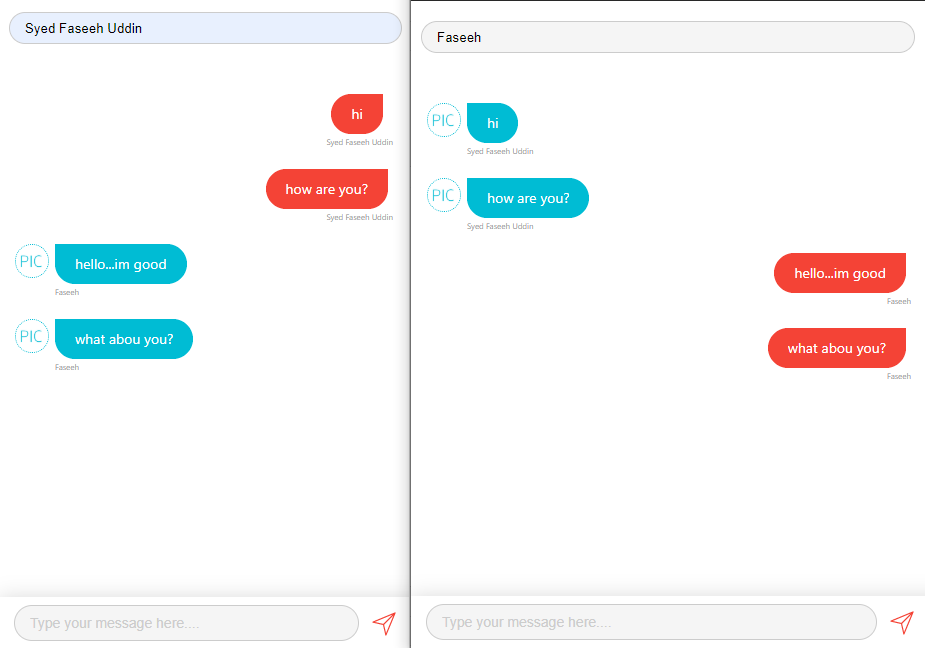 Syed Faseeh Uddin
hi
Syed Faseeh Uddin
how are you?
Syed Faseeh Uddin
PIC
hello...im good
Faseeh
PIC
what abou you?
Faseeh
Type your message here....
Faseeh
PIC
hi
Syed Faseeh Uddin
PIC
how are you?
Syed Faseeh Uddin
hello...im good
Faseeh
what abou you?
Faseeh
Type your message here....